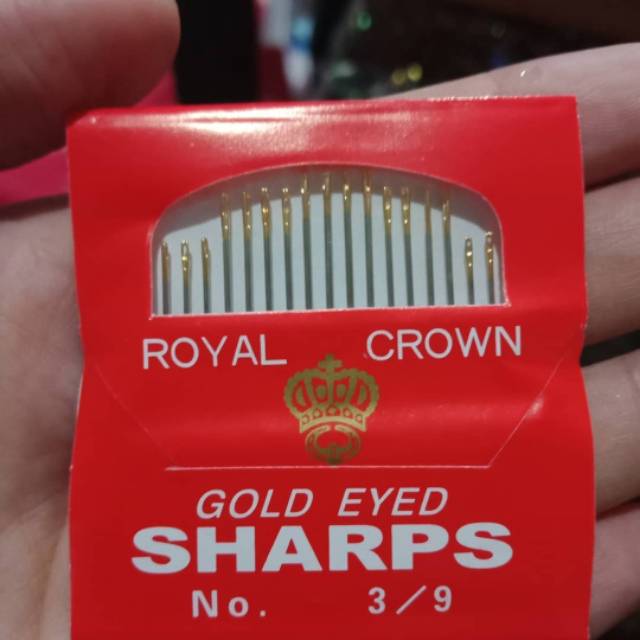 ROYAL CROWN
GOLD EYED
SHARPS
No. 3/9